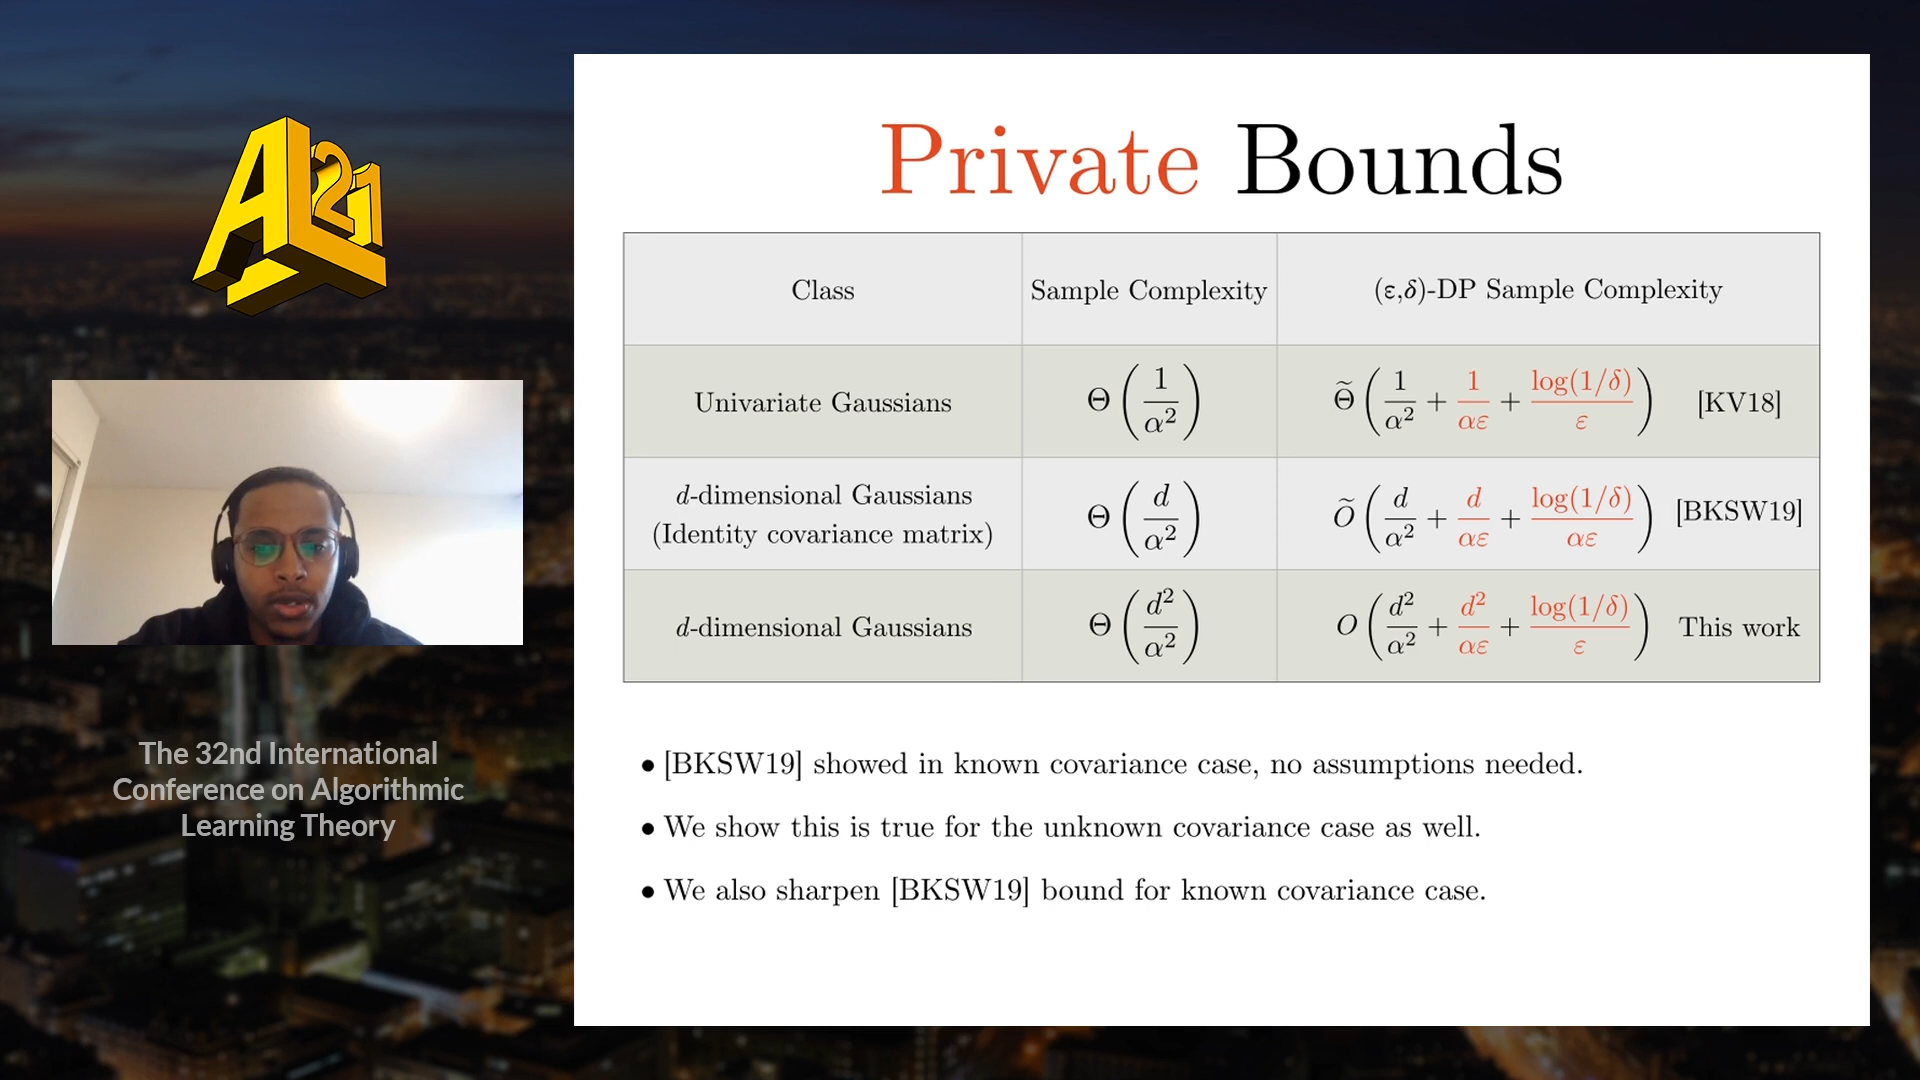 AL
21
T
The 32nd International
Conference on Algorithmic
Learning Theory
Private Bounds
Class Sample Complexity (ε,δ)-DP Sample Complexity
Univariate Gaussians Θ(1/α²) Θ̃(1/α² + 1/αε + log(1/δ)/ε) [KV18]
d-dimensional Gaussians
(Identity covariance matrix) Θ(d/α²) Õ(d/α² + d/αε + log(1/δ)/αε) [BKSW19]
d-dimensional Gaussians Θ(d²/α²) O(d²/α² + d²/αε + log(1/δ)/ε) This work
• [BKSW19] showed in known covariance case, no assumptions needed.
• We show this is true for the unknown covariance case as well.
• We also sharpen [BKSW19] bound for known covariance case.